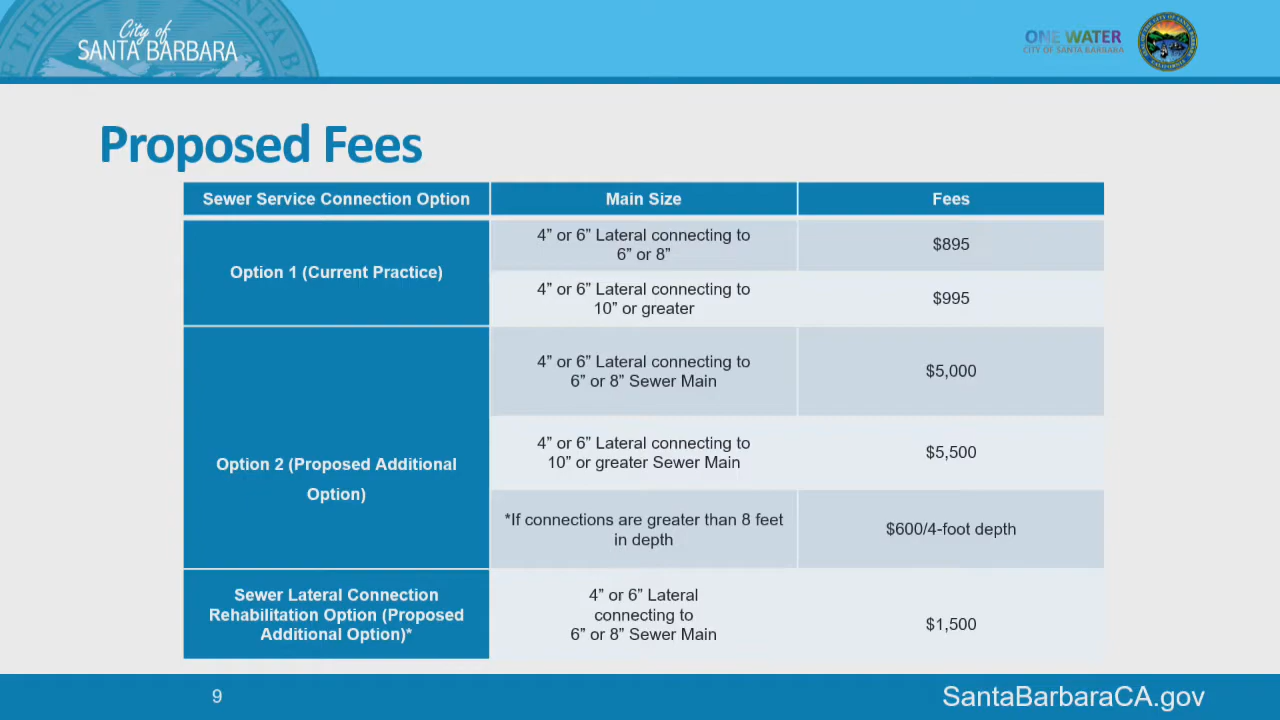 City of
SANTA BARBARA
ONE WATER
CITY OF SANTA BARBARA
Proposed Fees
Sewer Service Connection Option
Main Size
Fees
Option 1 (Current Practice)
4” or 6” Lateral connecting to
6” or 8”
$895
4” or 6” Lateral connecting to
10” or greater
$995
Option 2 (Proposed Additional
Option)
4” or 6” Lateral connecting to
6” or 8” Sewer Main
$5,000
4” or 6” Lateral connecting to
10” or greater Sewer Main
$5,500
*If connections are greater than 8 feet
in depth
$600/4-foot depth
Sewer Lateral Connection
Rehabilitation Option (Proposed
Additional Option)*
4” or 6” Lateral
connecting to
6” or 8” Sewer Main
$1,500
9
SantaBarbaraCA.gov